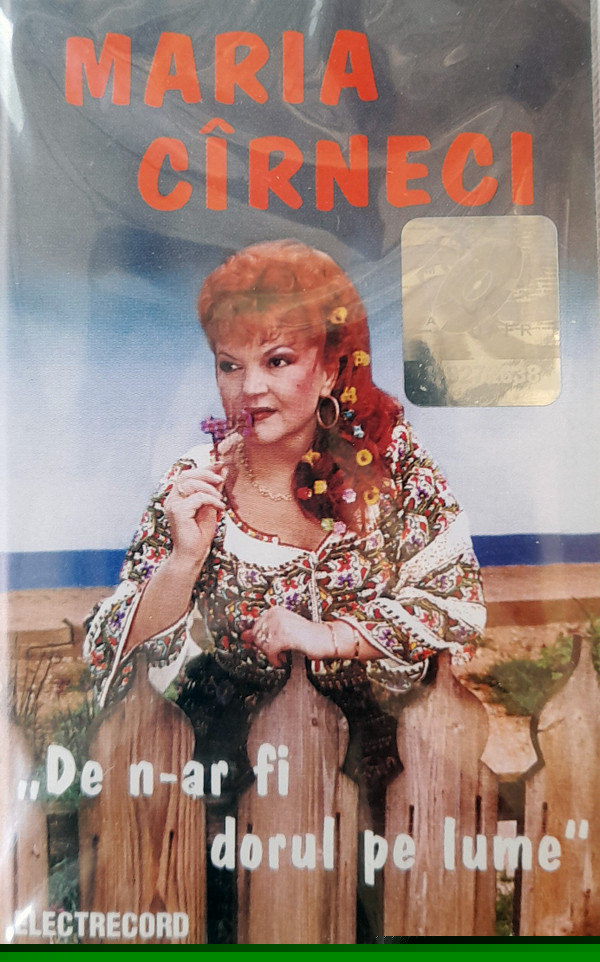 MARIA
CÎRNECI
„De n-ar fi
dorul pe lume"
ELECTRECORD